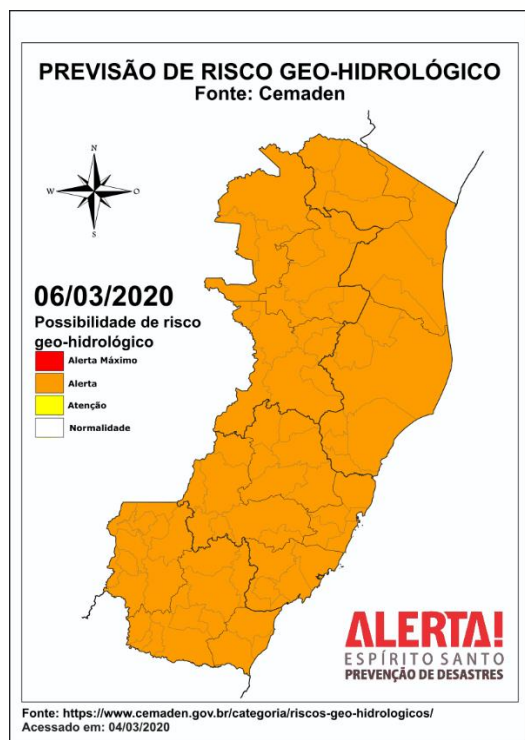 PREVISÃO DE RISCO GEO-HIDROLÓGICO
Fonte: Cemaden
N
W
O
S
06/03/2020
Possibilidade de risco
geo-hidrológico
Alerta Máximo
Alerta
Atenção
Normalidade
ALERTA!
ESPÍRITO SANTO
PREVENÇÃO DE DESASTRES
Fonte: https://www.cemaden.gov.br/categoria/riscos-geo-hidrologicos/
Acessado em: 04/03/2020